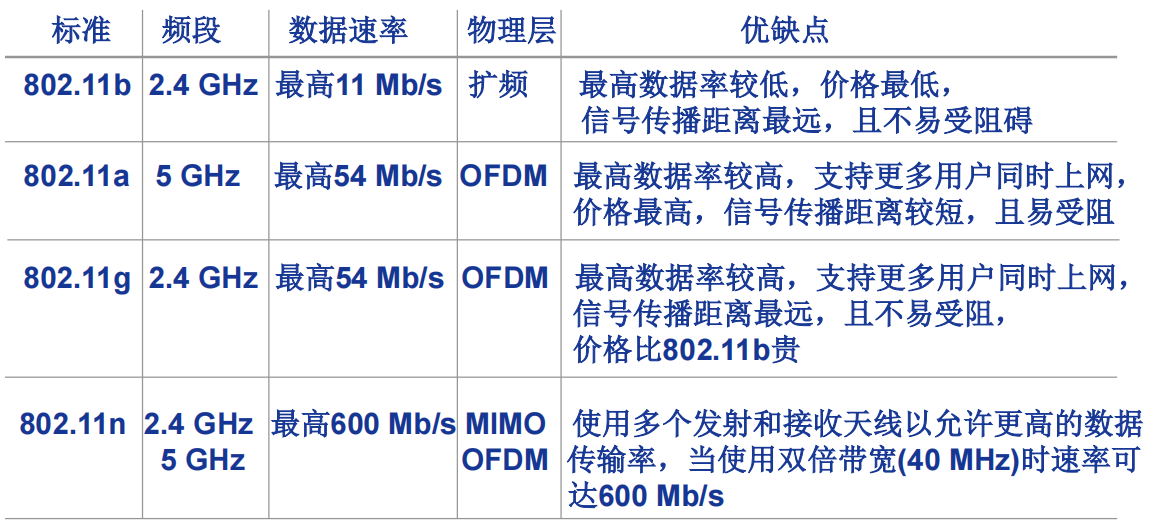 标准 频段 数据速率 物理层 优缺点
802.11b 2.4 GHz 最高11 Mb/s 扩频 最高数据率较低，价格最低，
信号传播距离最远，且不易受阻碍
802.11a 5 GHz 最高54 Mb/s OFDM 最高数据率较高，支持更多用户同时上网，
价格最高，信号传播距离较短，且易受阻
802.11g 2.4 GHz 最高54 Mb/s OFDM 最高数据率较高，支持更多用户同时上网，
信号传播距离最远，且不易受阻，
价格比802.11b贵
802.11n 2.4 GHz 最高600 Mb/s MIMO 使用多个发射和接收天线以允许更高的数据
5 GHz OFDM 传输率，当使用双倍带宽(40 MHz)时速率可
达600 Mb/s